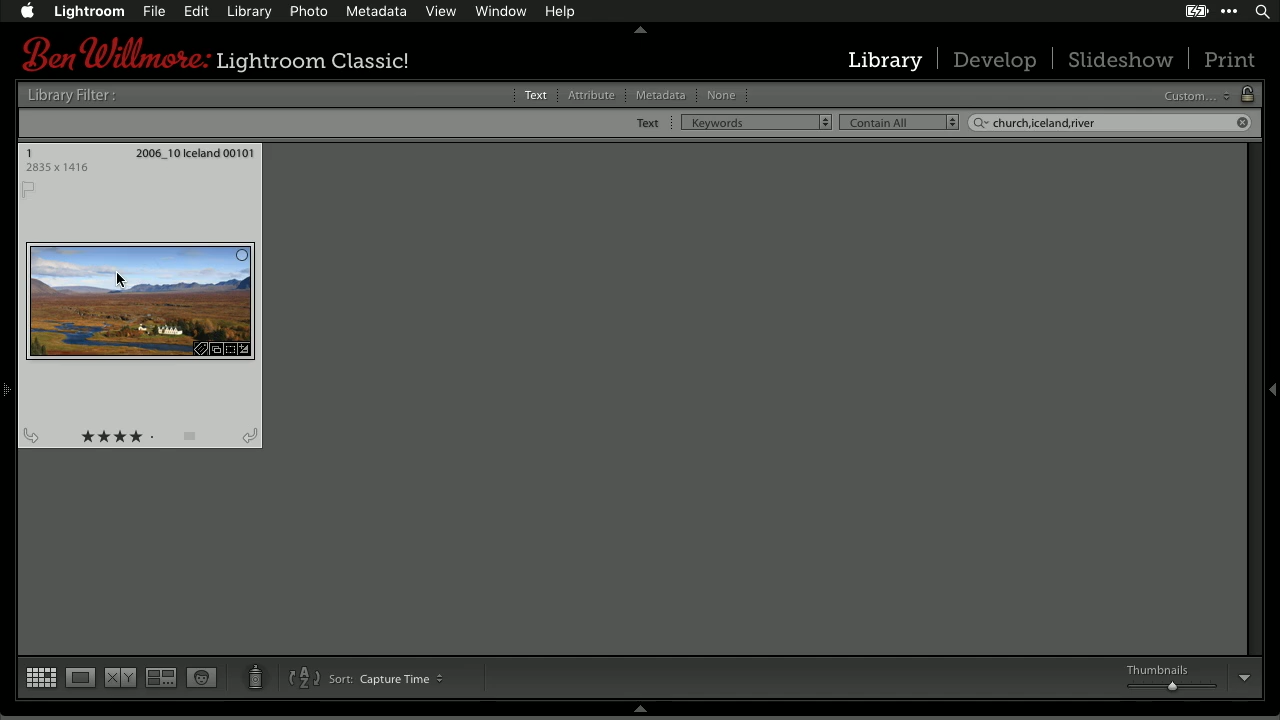 Lightroom File Edit Library Photo Metadata View Window Help
Ben Willmore: Lightroom Classic!
Library Develop Slideshow Print
Library Filter : Text Attribute Metadata None Custom...
Text Keywords Contain All church,iceland,river
1 2006_10 Iceland 00101
2835 x 1416
XY
Sort: Capture Time
Thumbnails